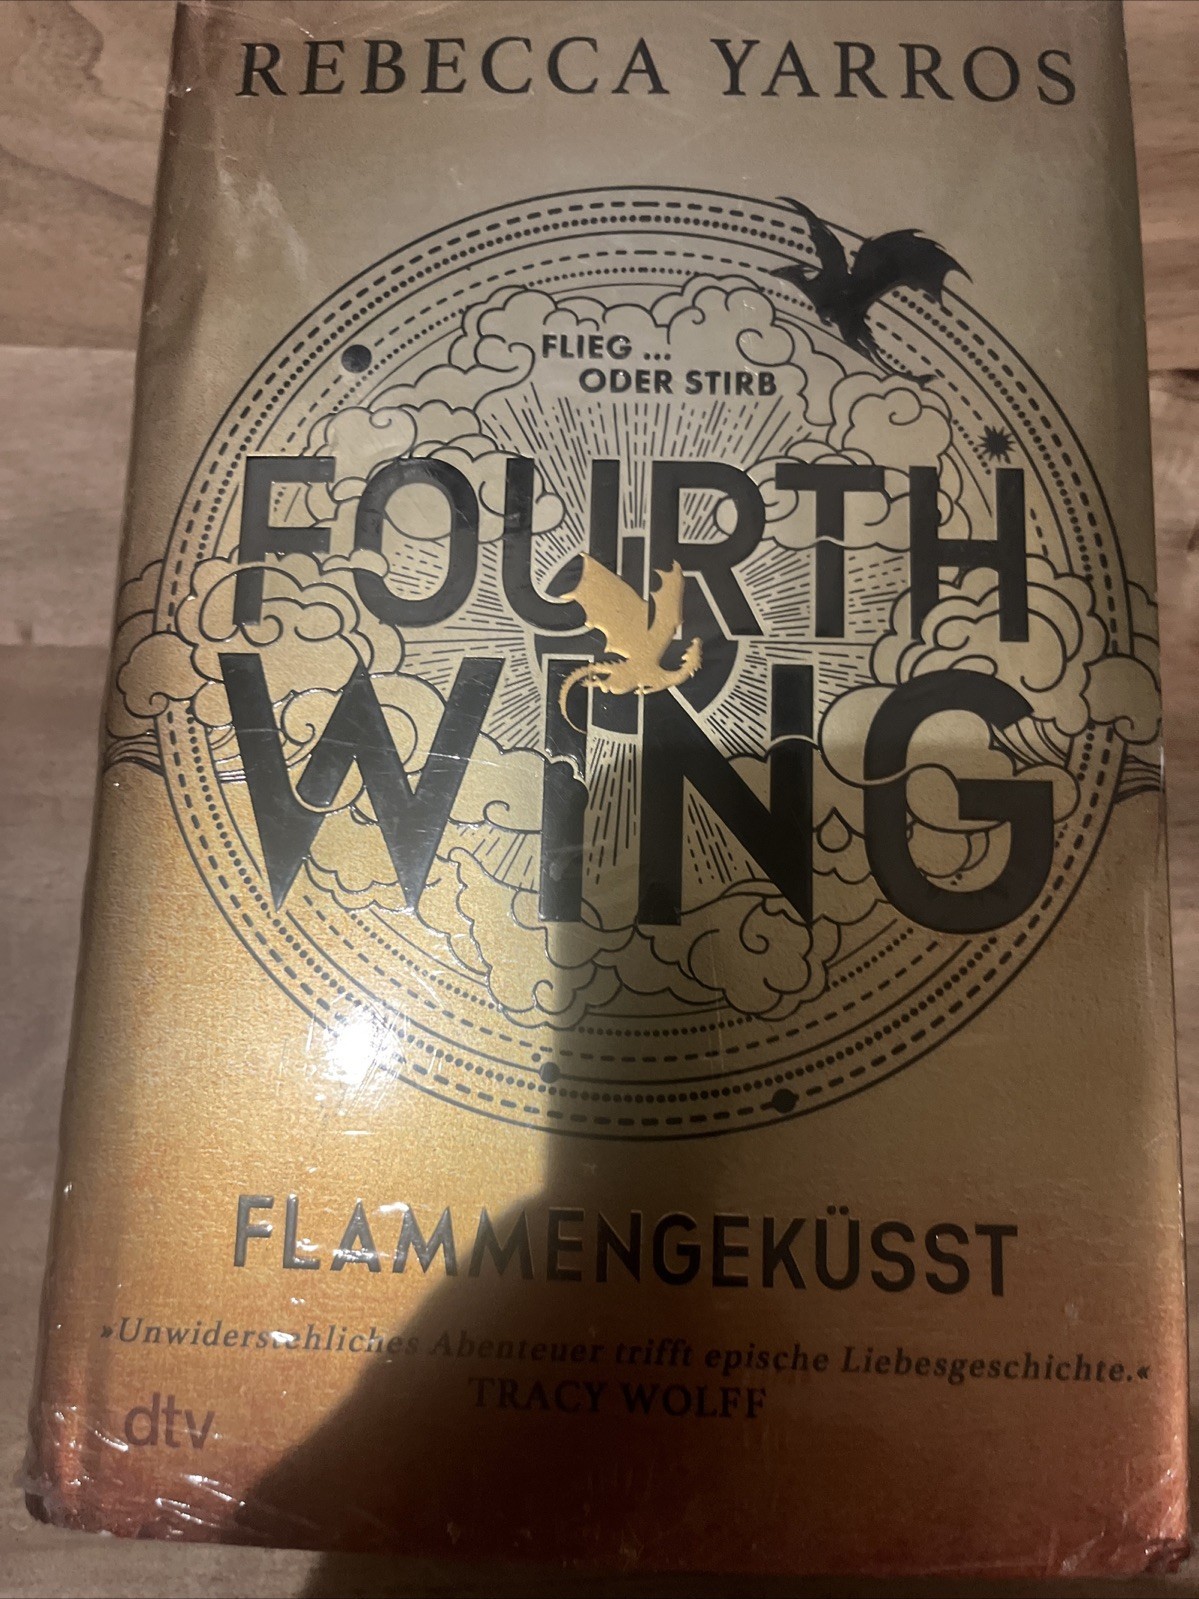 REBECCA YARROS
FLIEG ...
ODER STIRB
FOURTH
WING
FLAMMENGEKÜSST
»Unwiderstehliches Abenteuer trifft epische Liebesgeschichte.«
TRACY WOLFF
dtv